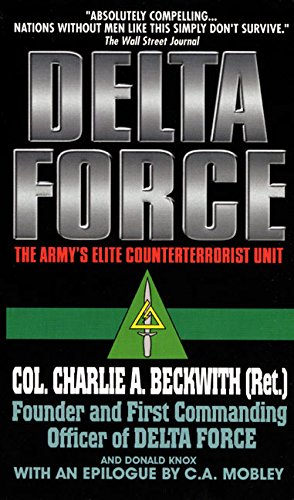 "ABSOLUTELY COMPELLING...
NATIONS WITHOUT MEN LIKE THIS SIMPLY DON'T SURVIVE."
The Wall Street Journal
DELTA
FORCE
THE ARMY'S ELITE COUNTERTERRORIST UNIT
COL. CHARLIE A. BECKWITH (Ret.)
Founder and First Commanding
Officer of DELTA FORCE
AND DONALD KNOX
WITH AN EPILOGUE BY C.A. MOBLEY